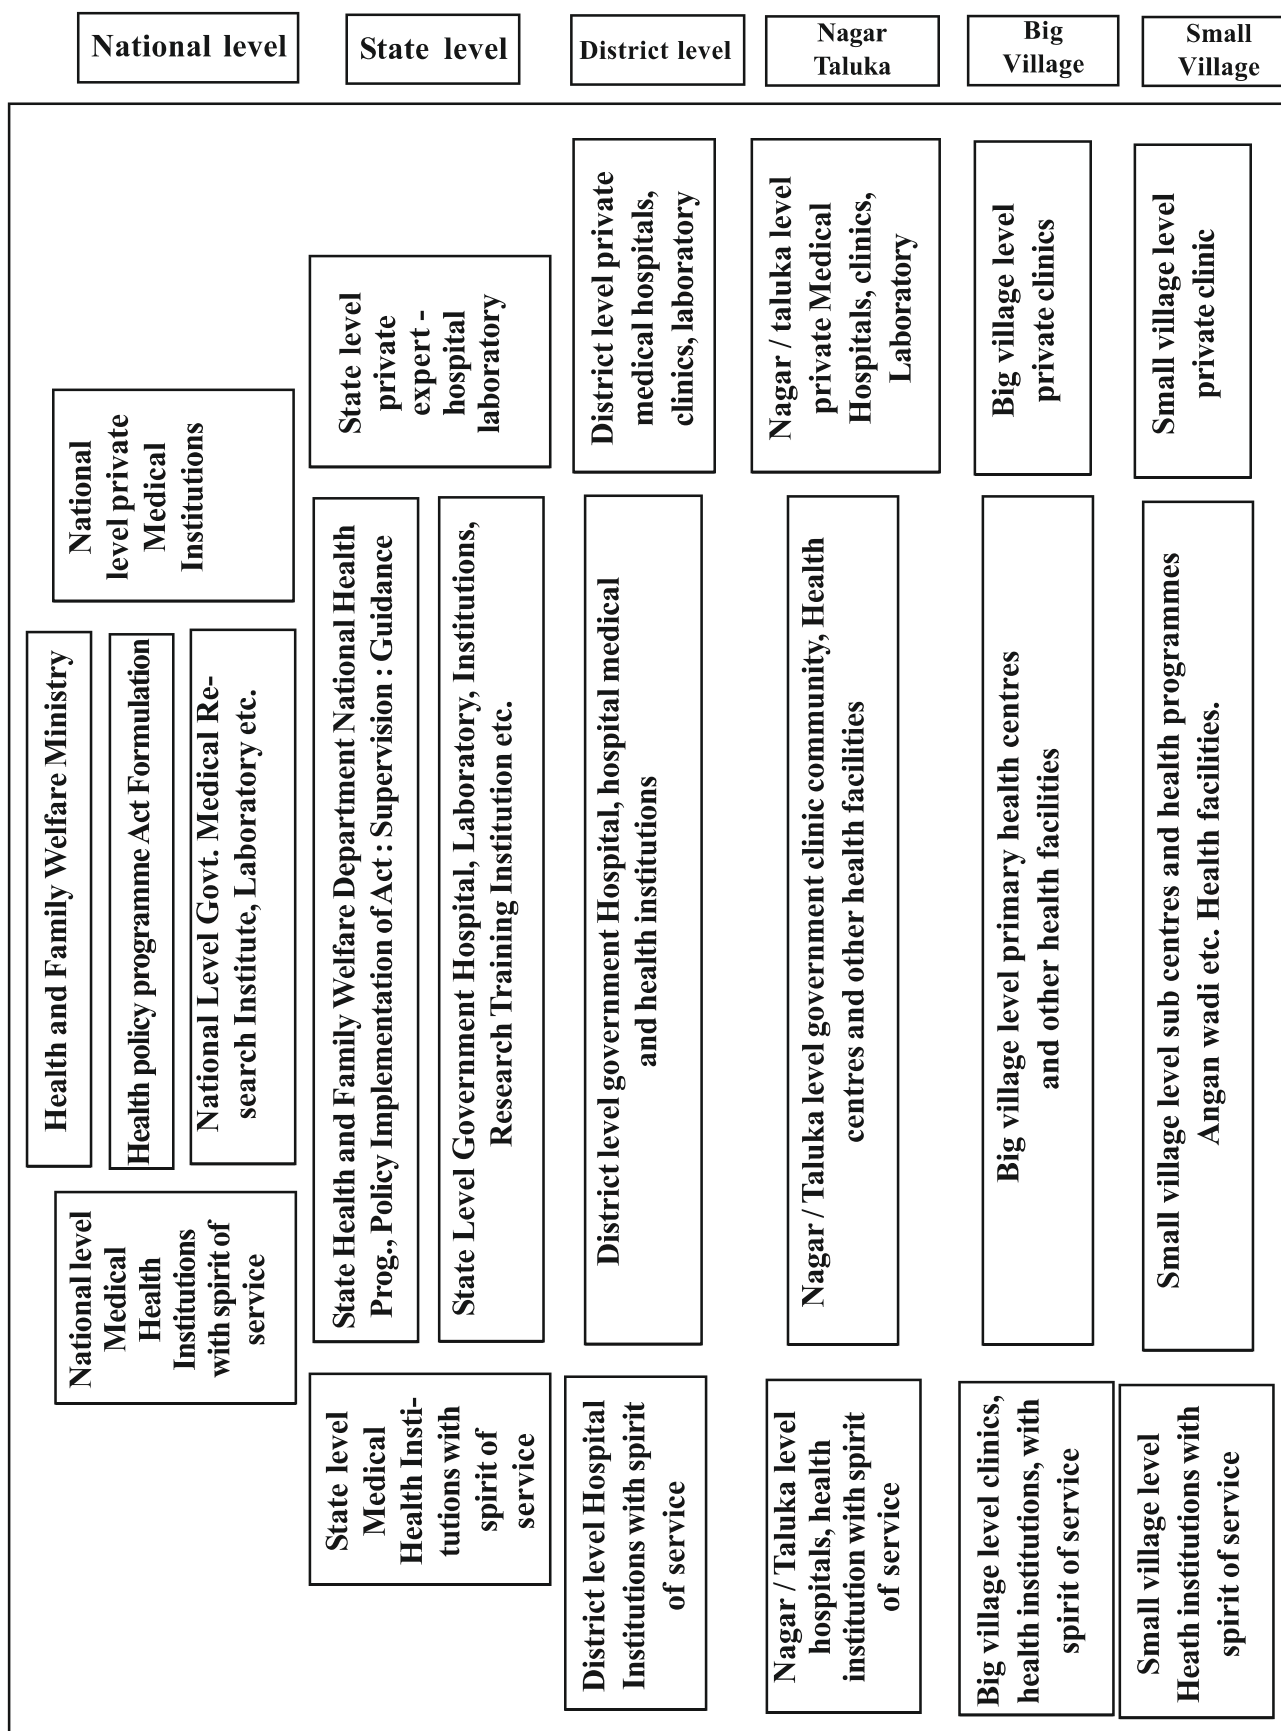 National level
State level
District level
Nagar
Taluka
Big
Village
Small
Village
National
level private
Medical
Institutions
Health and Family Welfare Ministry
Health policy programme Act Formulation
National Level Govt. Medical Re-
search Institute, Laboratory etc.
National level
Medical
Health
Institutions
with spirit of
service
State level
private
expert -
hospital
laboratory
State Health and Family Welfare Department National Health
Prog., Policy Implementation of Act : Supervision : Guidance
State Level Government Hospital, Laboratory, Institutions,
Research Training Institution etc.
State level
Medical
Health Insti-
tutions with
spirit of
service
District level private
medical hospitals,
clinics, laboratory
District level government Hospital, hospital medical
and health institutions
District level Hospital
Institutions with spirit
of service
Nagar / taluka level
private Medical
Hospitals, clinics,
Laboratory
Nagar / Taluka level government clinic community, Health
centres and other health facilities
Nagar / Taluka level
hospitals, health
institution with spirit
of service
Big village level
private clinics
Big village level primary health centres
and other health facilities
Big village level clinics,
health institutions, with
spirit of service
Small village level
private clinic
Small village level sub centres and health programmes
Angan wadi etc. Health facilities.
Small village level
Heath institutions with
spirit of service